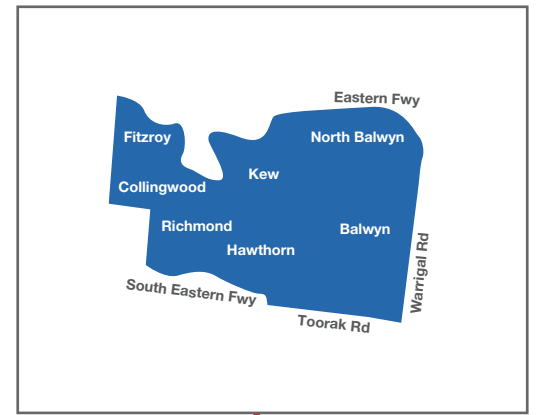 Eastern Fwy
Fitzroy
North Balwyn
Kew
Collingwood
Richmond
Balwyn
Hawthorn
Warrigal Rd
South Eastern Fwy
Toorak Rd